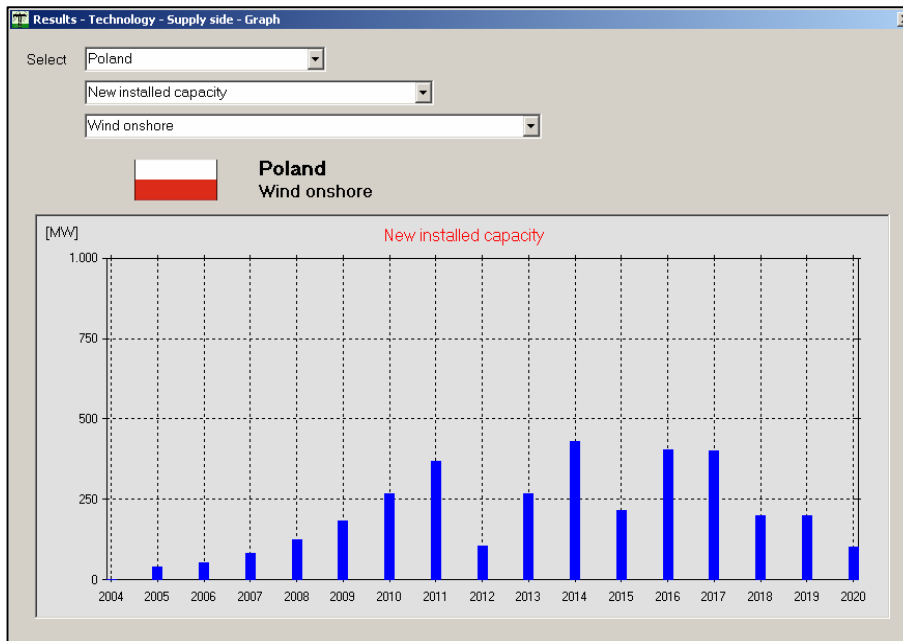 Results - Technology - Supply side - Graph
Select Poland
New installed capacity
Wind onshore
Poland
Wind onshore
[MW] New installed capacity
1.000
750
500
250
0
2004 2005 2006 2007 2008 2009 2010 2011 2012 2013 2014 2015 2016 2017 2018 2019 2020